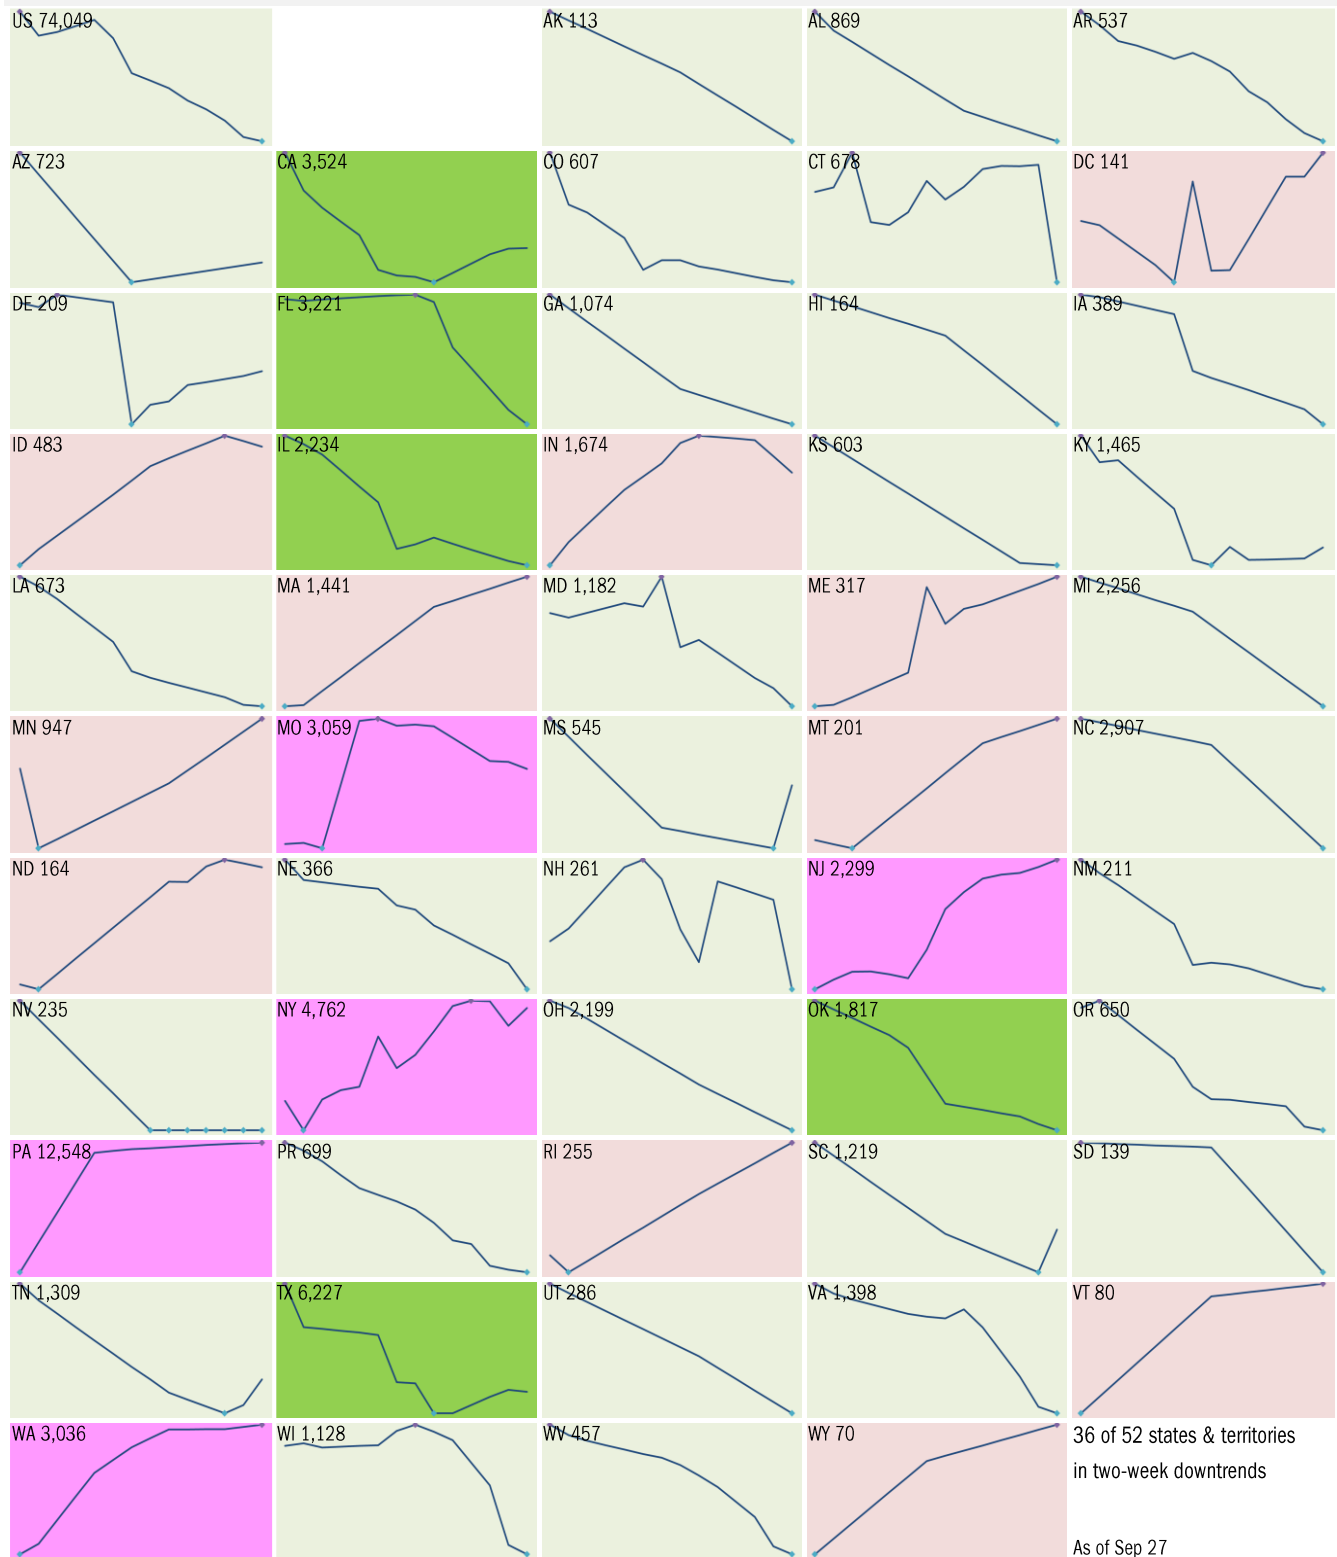 US 74,049
AK 113
AL 869
AR 537
AZ 723
CA 3,524
CO 607
CT 678
DC 141
DE 209
FL 3,221
GA 1,074
HI 164
IA 389
ID 483
IL 2,234
IN 1,674
KS 603
KY 1,465
LA 673
MA 1,441
MD 1,182
ME 317
MI 2,256
MN 947
MO 3,059
MS 545
MT 201
NC 2,907
ND 164
NE 366
NH 261
NJ 2,299
NM 211
NV 235
NY 4,762
OH 2,199
OK 1,817
OR 650
PA 12,548
PR 699
RI 255
SC 1,219
SD 139
TN 1,309
TX 6,227
UT 286
VA 1,398
VT 80
WA 3,036
WI 1,128
WV 457
WY 70
36 of 52 states & territories
in two-week downtrends
As of Sep 27